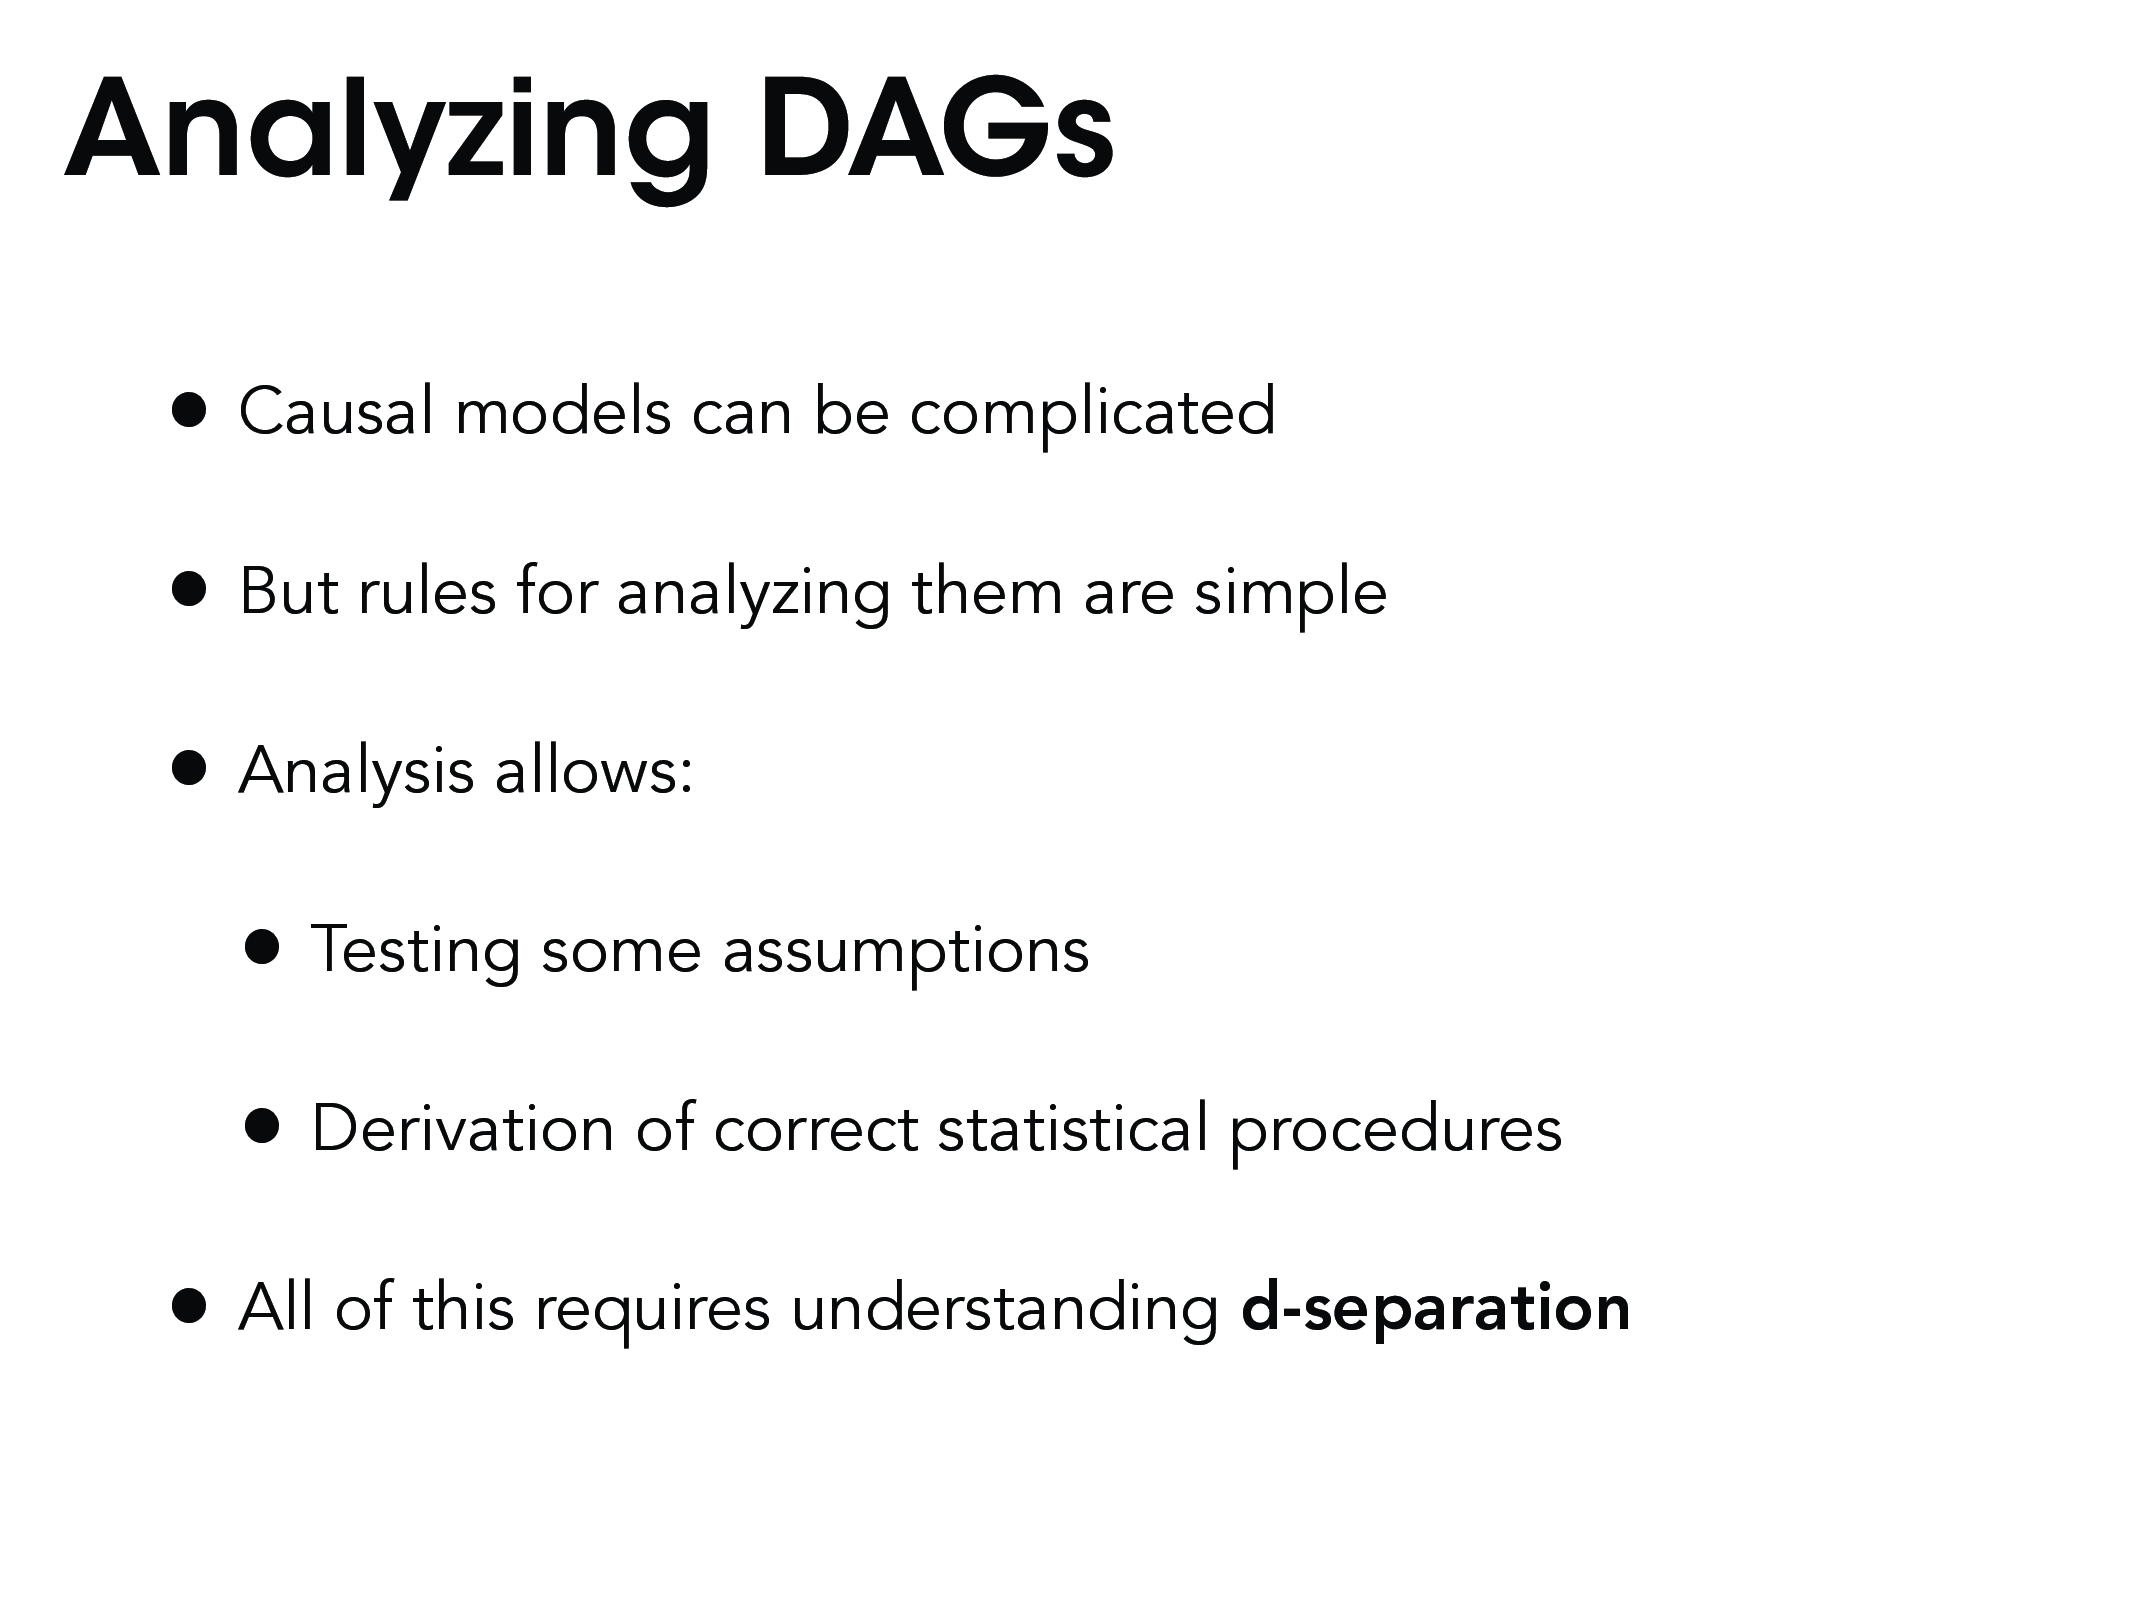 Analyzing DAGs
• Causal models can be complicated
• But rules for analyzing them are simple
• Analysis allows:
• Testing some assumptions
• Derivation of correct statistical procedures
• All of this requires understanding d-separation